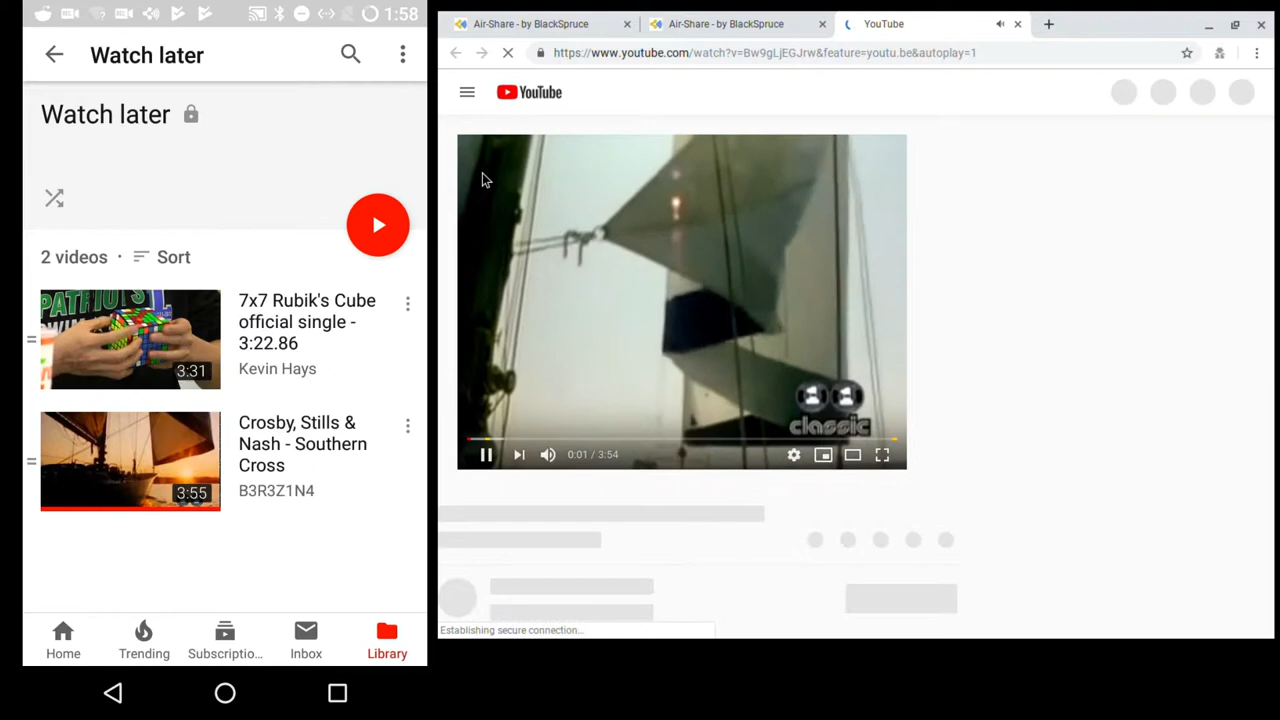 1:58
Watch later
Watch later
2 videos · Sort
PATRIOTS
7x7 Rubik's Cube
official single -
3:22.86
3:31
Kevin Hays
Crosby, Stills &
Nash - Southern
Cross
3:55
B3R3Z1N4
Home
Trending
Subscriptio...
Inbox
Library
Air-Share - by BlackSpruce
Air-Share - by BlackSpruce
YouTube
https://www.youtube.com/watch?v=Bw9gLjEGJrw&feature=youtu.be&autoplay=1
YouTube
classic
0:01 / 3:54
Establishing secure connection...